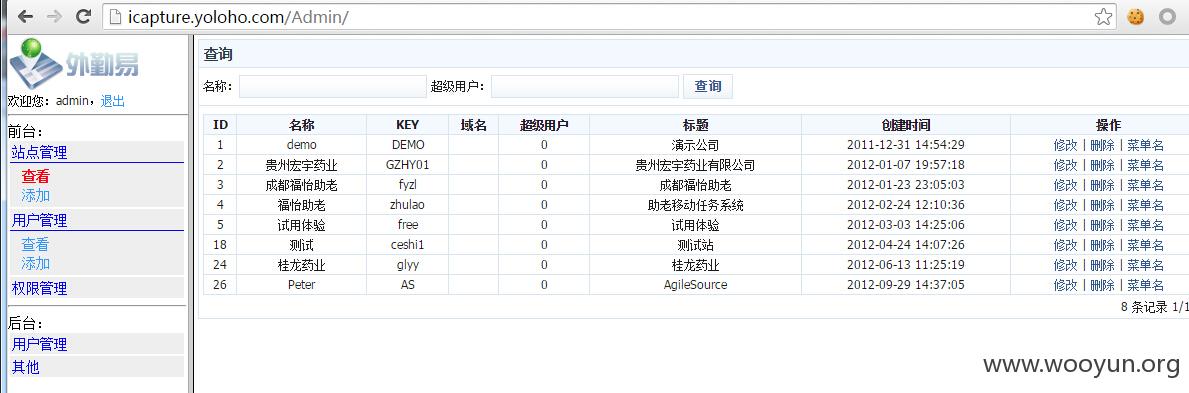 icapture.yoloho.com/Admin/
外勤易
欢迎您：admin，退出
前台：
站点管理
查看
添加
用户管理
查看
添加
权限管理
后台：
用户管理
其他
查询
名称： 超级用户： 查询
ID 名称 KEY 域名 超级用户 标题 创建时间 操作
1 demo DEMO 0 演示公司 2011-12-31 14:54:29 修改 | 删除 | 菜单名
2 贵州宏宇药业 GZHY01 0 贵州宏宇药业有限公司 2012-01-07 19:57:18 修改 | 删除 | 菜单名
3 成都福怡助老 fyzl 0 成都福怡助老 2012-01-23 23:05:03 修改 | 删除 | 菜单名
4 福怡助老 zhulao 0 助老移动任务系统 2012-02-24 12:10:36 修改 | 删除 | 菜单名
5 试用体验 free 0 试用体验 2012-03-03 14:25:06 修改 | 删除 | 菜单名
18 测试 ceshi1 0 测试站 2012-04-24 14:07:26 修改 | 删除 | 菜单名
24 桂龙药业 glyy 0 桂龙药业 2012-06-13 11:25:19 修改 | 删除 | 菜单名
26 Peter AS 0 AgileSource 2012-09-29 14:37:05 修改 | 删除 | 菜单名
8 条记录 1/1
www.wooyun.org